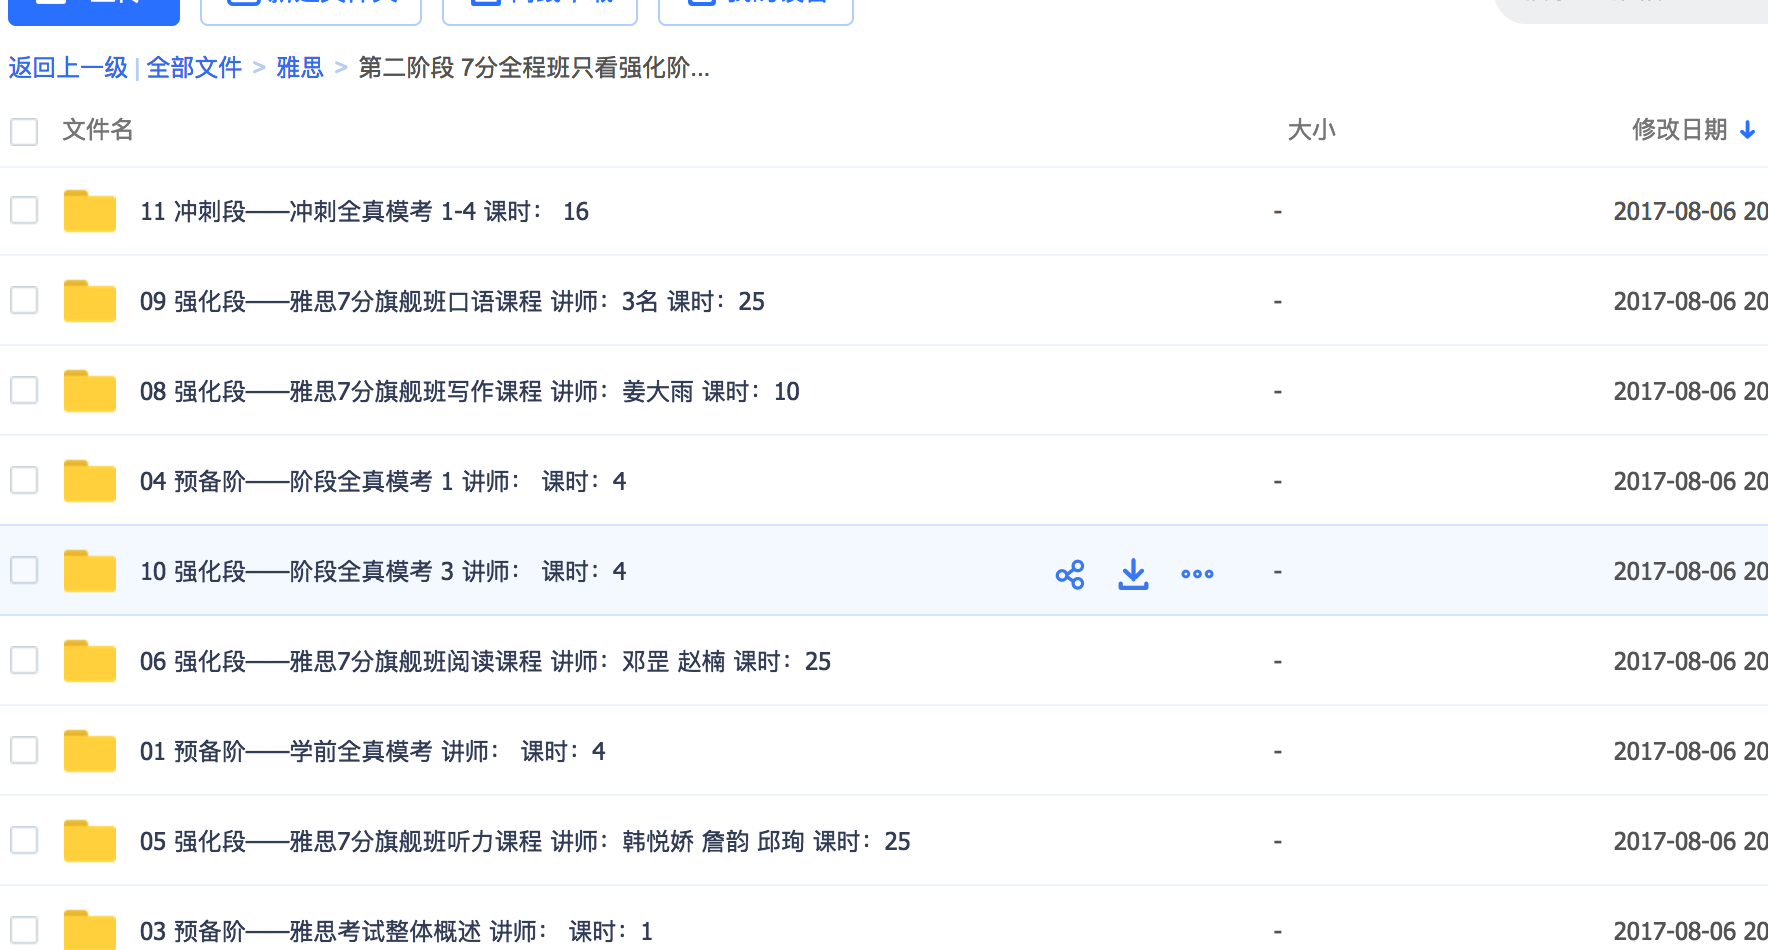 返回上一级 | 全部文件 > 雅思 > 第二阶段 7分全程班只看强化阶...
文件名 大小 修改日期
11 冲刺段——冲刺全真模考 1-4 课时： 16 - 2017-08-06 20
09 强化段——雅思7分旗舰班口语课程 讲师：3名 课时：25 - 2017-08-06 20
08 强化段——雅思7分旗舰班写作课程 讲师：姜大雨 课时：10 - 2017-08-06 20
04 预备阶——阶段全真模考 1 讲师： 课时：4 - 2017-08-06 20
10 强化段——阶段全真模考 3 讲师： 课时：4 - 2017-08-06 20
06 强化段——雅思7分旗舰班阅读课程 讲师：邓罡 赵楠 课时：25 - 2017-08-06 20
01 预备阶——学前全真模考 讲师： 课时：4 - 2017-08-06 20
05 强化段——雅思7分旗舰班听力课程 讲师：韩悦娇 詹韵 邱珣 课时：25 - 2017-08-06 20
03 预备阶——雅思考试整体概述 讲师： 课时：1 - 2017-08-06 20